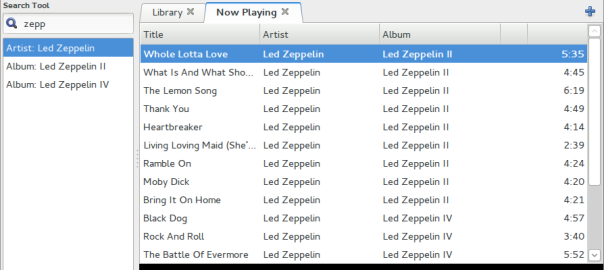 Search Tool
zepp
Artist: Led Zeppelin
Album: Led Zeppelin II
Album: Led Zeppelin IV
Library Now Playing
Title Artist Album
Whole Lotta Love Led Zeppelin Led Zeppelin II 5:35
What Is And What Sho... Led Zeppelin Led Zeppelin II 4:45
The Lemon Song Led Zeppelin Led Zeppelin II 6:19
Thank You Led Zeppelin Led Zeppelin II 4:49
Heartbreaker Led Zeppelin Led Zeppelin II 4:14
Living Loving Maid (She'... Led Zeppelin Led Zeppelin II 2:39
Ramble On Led Zeppelin Led Zeppelin II 4:24
Moby Dick Led Zeppelin Led Zeppelin II 4:20
Bring It On Home Led Zeppelin Led Zeppelin II 4:21
Black Dog Led Zeppelin Led Zeppelin IV 4:57
Rock And Roll Led Zeppelin Led Zeppelin IV 3:40
The Battle Of Evermore Led Zeppelin Led Zeppelin IV 5:52